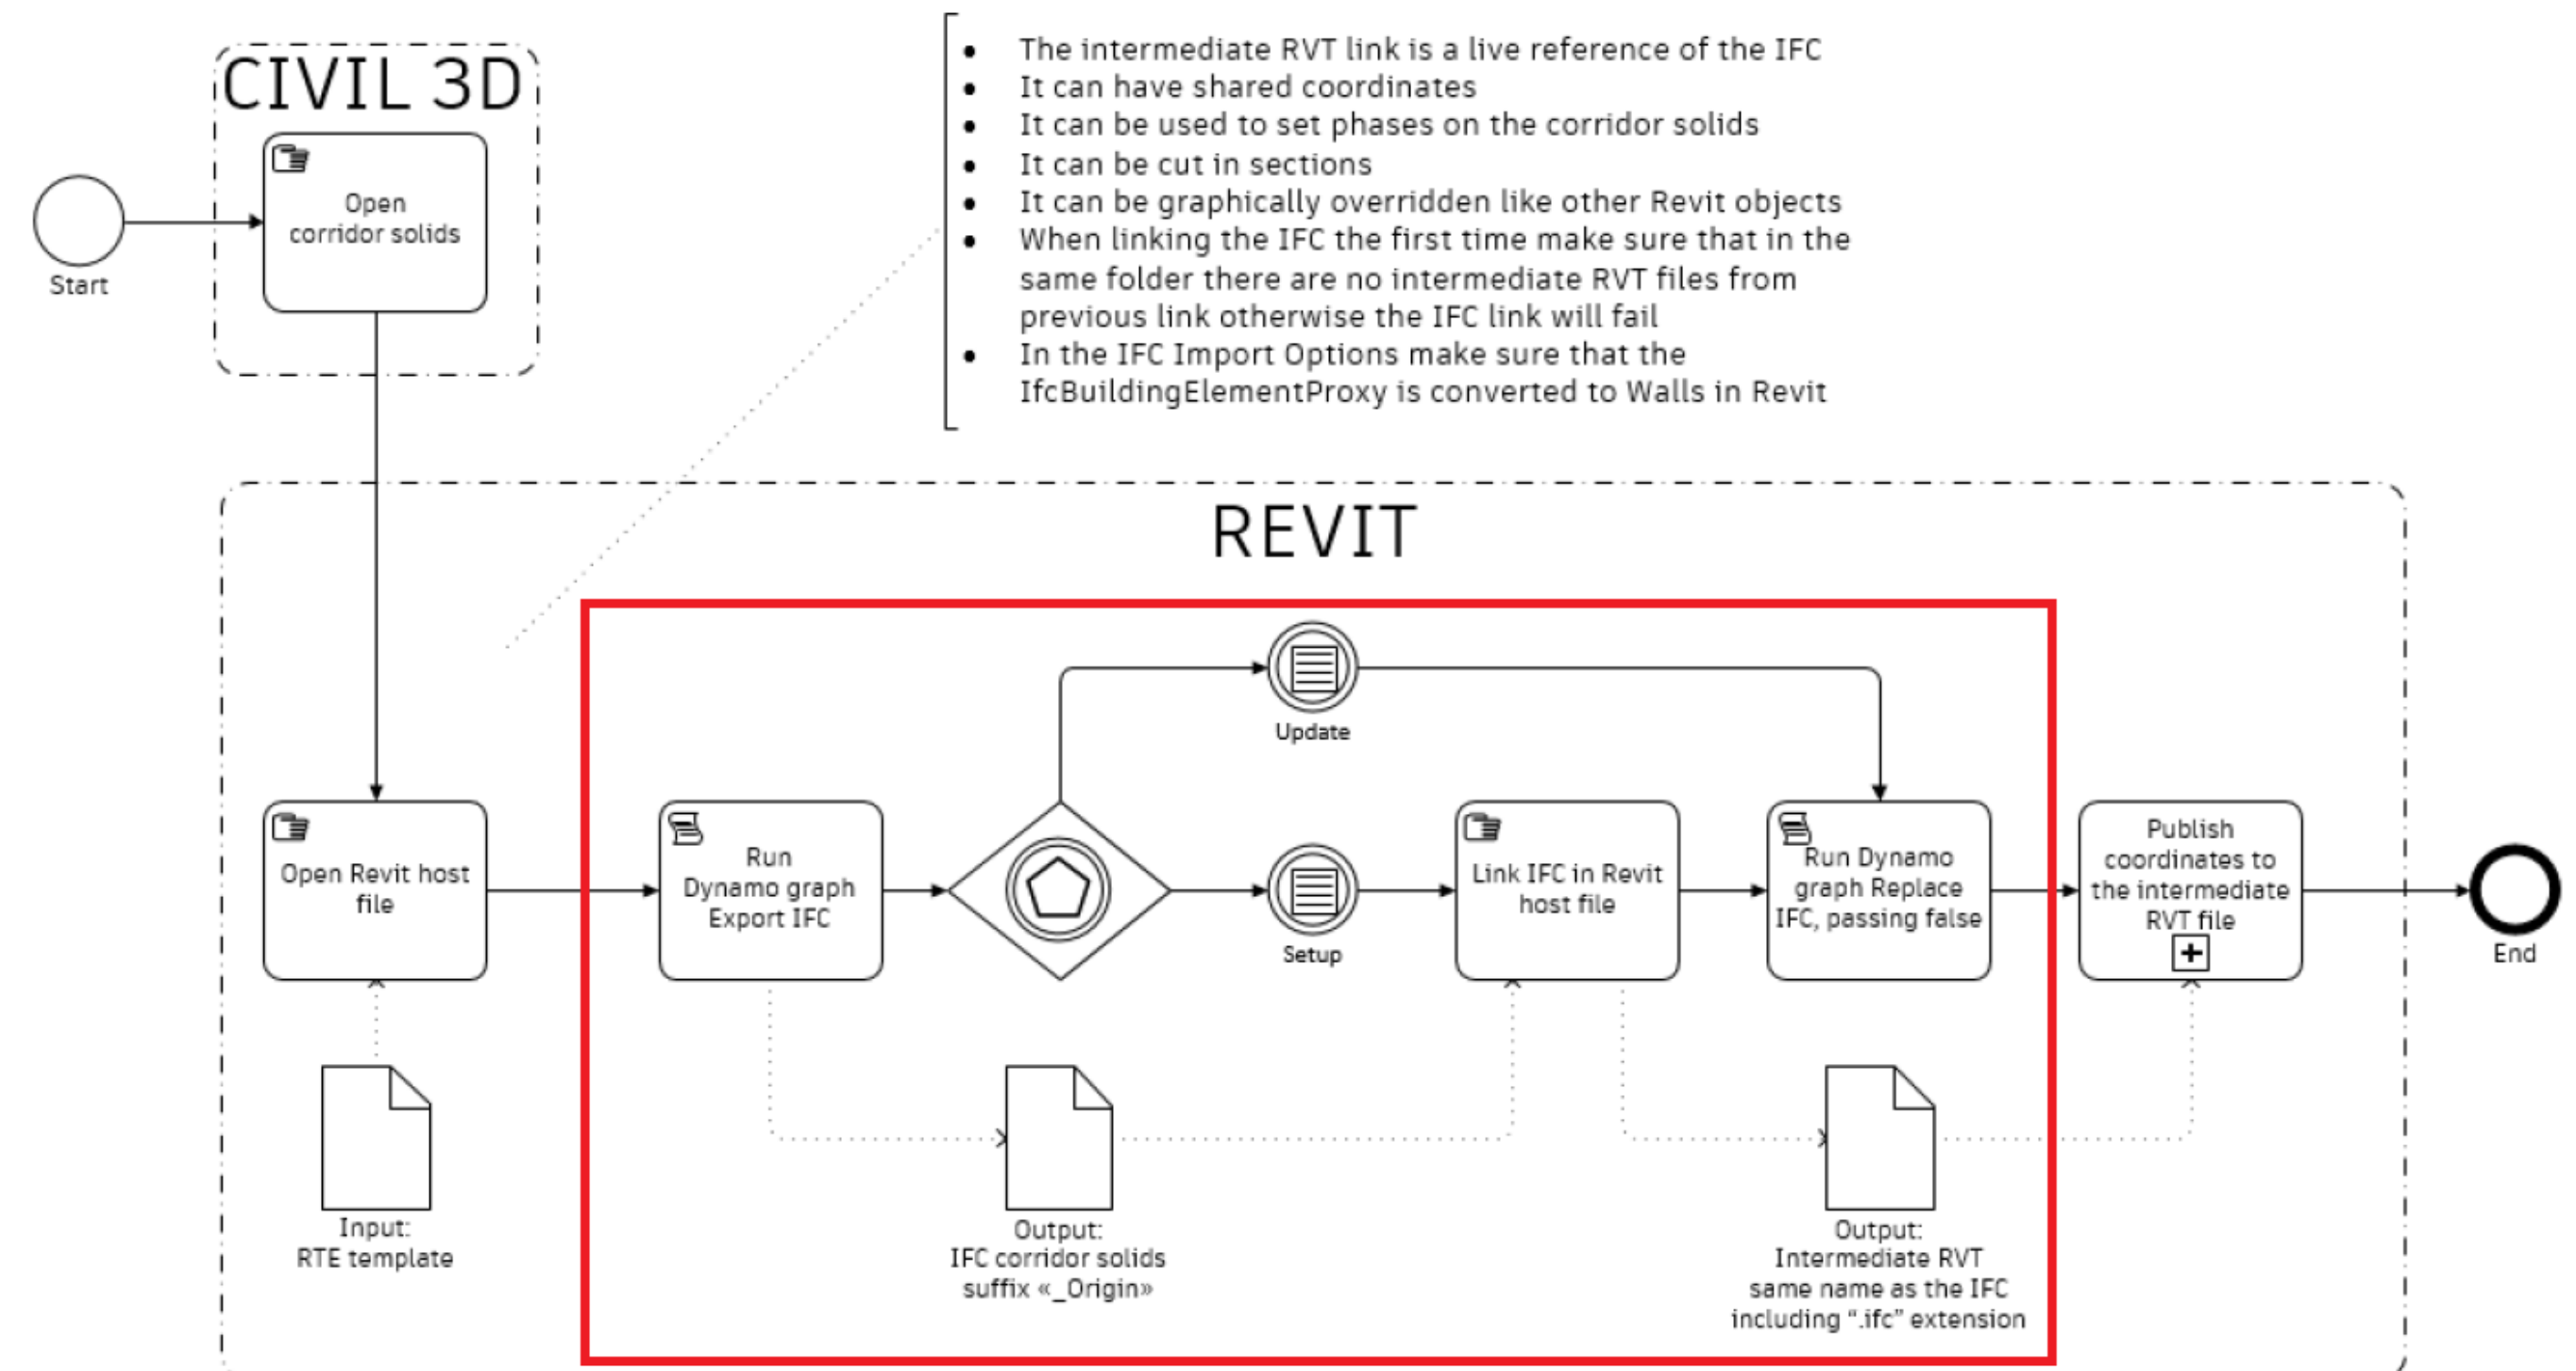 CIVIL 3D
Open
corridor solids
Start
• The intermediate RVT link is a live reference of the IFC
• It can have shared coordinates
• It can be used to set phases on the corridor solids
• It can be cut in sections
• It can be graphically overridden like other Revit objects
• When linking the IFC the first time make sure that in the
same folder there are no intermediate RVT files from
previous link otherwise the IFC link will fail
• In the IFC Import Options make sure that the
IfcBuildingElementProxy is converted to Walls in Revit
REVIT
Update
Open Revit host
file
Run
Dynamo graph
Export IFC
Setup
Link IFC in Revit
host file
Run Dynamo
graph Replace
IFC, passing false
Publish
coordinates to
the intermediate
RVT file
End
Input:
RTE template
Output:
IFC corridor solids
suffix «_Origin»
Output:
Intermediate RVT
same name as the IFC
including “.ifc” extension